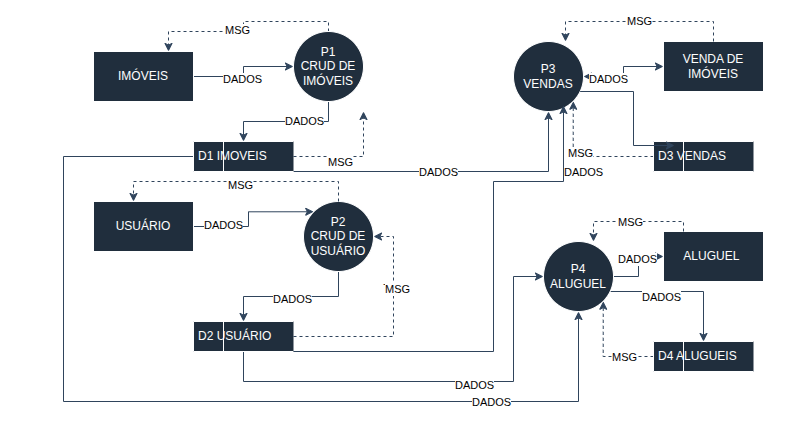 MSG
MSG
IMÓVEIS
DADOS
P1
CRUD DE
IMÓVEIS
P3
VENDAS
DADOS
VENDA DE
IMÓVEIS
DADOS
D1 IMOVEIS
MSG
DADOS
MSG
DADOS
D3 VENDAS
MSG
USUÁRIO
DADOS
P2
CRUD DE
USUÁRIO
MSG
P4
ALUGUEL
DADOS
ALUGUEL
MSG
DADOS
DADOS
D2 USUÁRIO
MSG
D4 ALUGUEIS
DADOS
DADOS